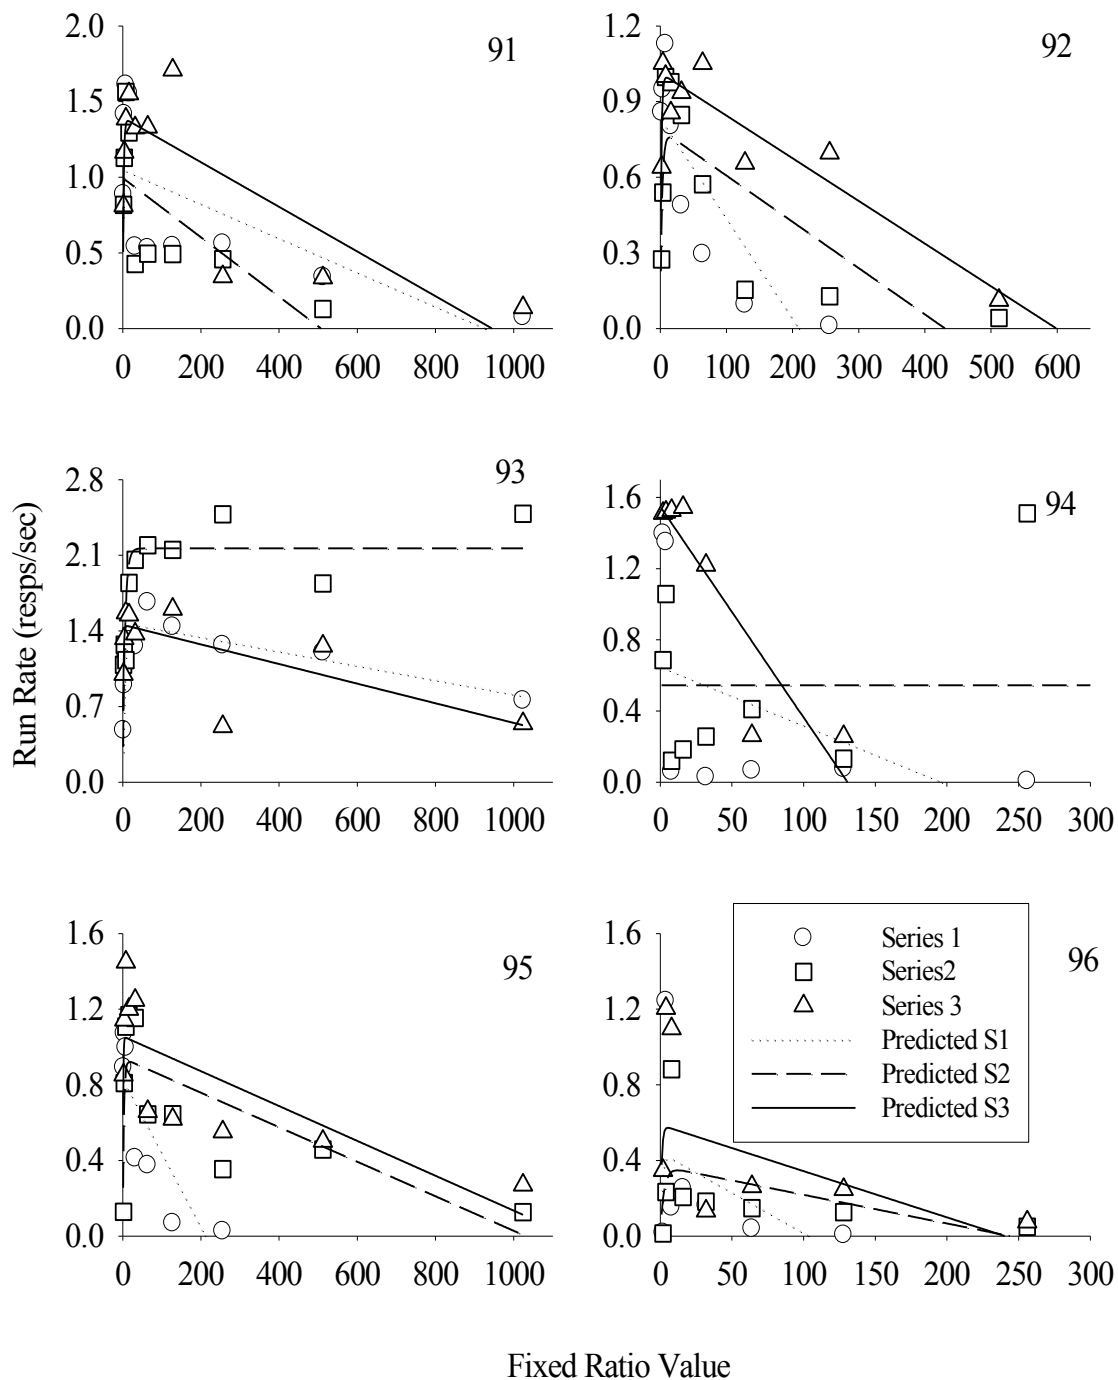 91
2.0
1.5
1.0
0.5
0.0
0 200 400 600 800 1000
92
1.2
0.9
0.6
0.3
0.0
0 100 200 300 400 500 600
Run Rate (resps/sec)
93
2.8
2.1
1.4
0.7
0.0
0 200 400 600 800 1000
94
1.6
1.2
0.8
0.4
0.0
0 50 100 150 200 250 300
95
1.6
1.2
0.8
0.4
0.0
0 200 400 600 800 1000
96
1.6
1.2
0.8
0.4
0.0
0 50 100 150 200 250 300
Series 1
Series2
Series 3
Predicted S1
Predicted S2
Predicted S3
Fixed Ratio Value